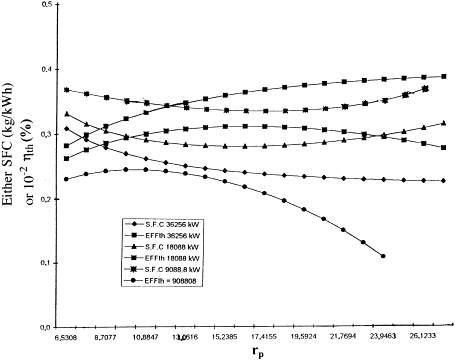 0,5
0,4
0,3
0,2
0,1
0,0
Either SFC (kg/kWh)
or 10⁻² ηth (%)
S.F.C 36256 kW
EFFth 36256 kW
S.F.C 18088 kW
EFFth 18088 kW
S.F.C 9088.8 kW
EFFth = 908808
6,5308 8,7077 10,8847 13,0616 15,2385 17,4155 19,5924 21,7694 23,9463 26,1233
rp